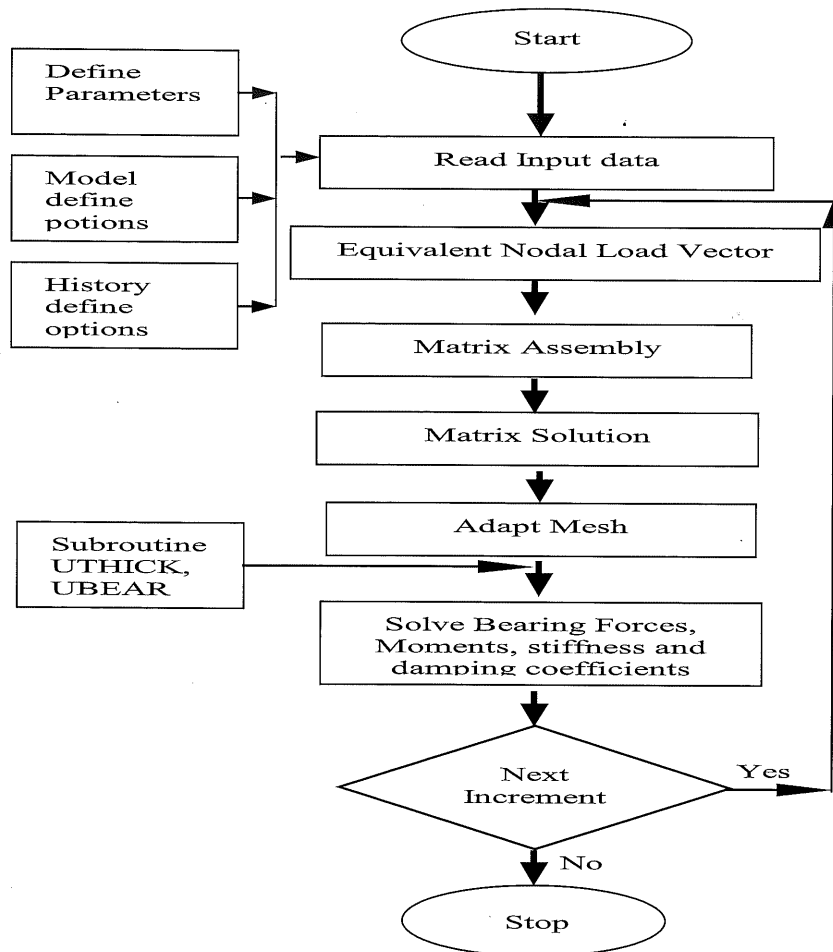 Start
Define
Parameters
Read Input data
Model
define
potions
Equivalent Nodal Load Vector
History
define
options
Matrix Assembly
Matrix Solution
Adapt Mesh
Subroutine
UTHICK,
UBEAR
Solve Bearing Forces,
Moments, stiffness and
damping coefficients
Next
Increment
Yes
No
Stop